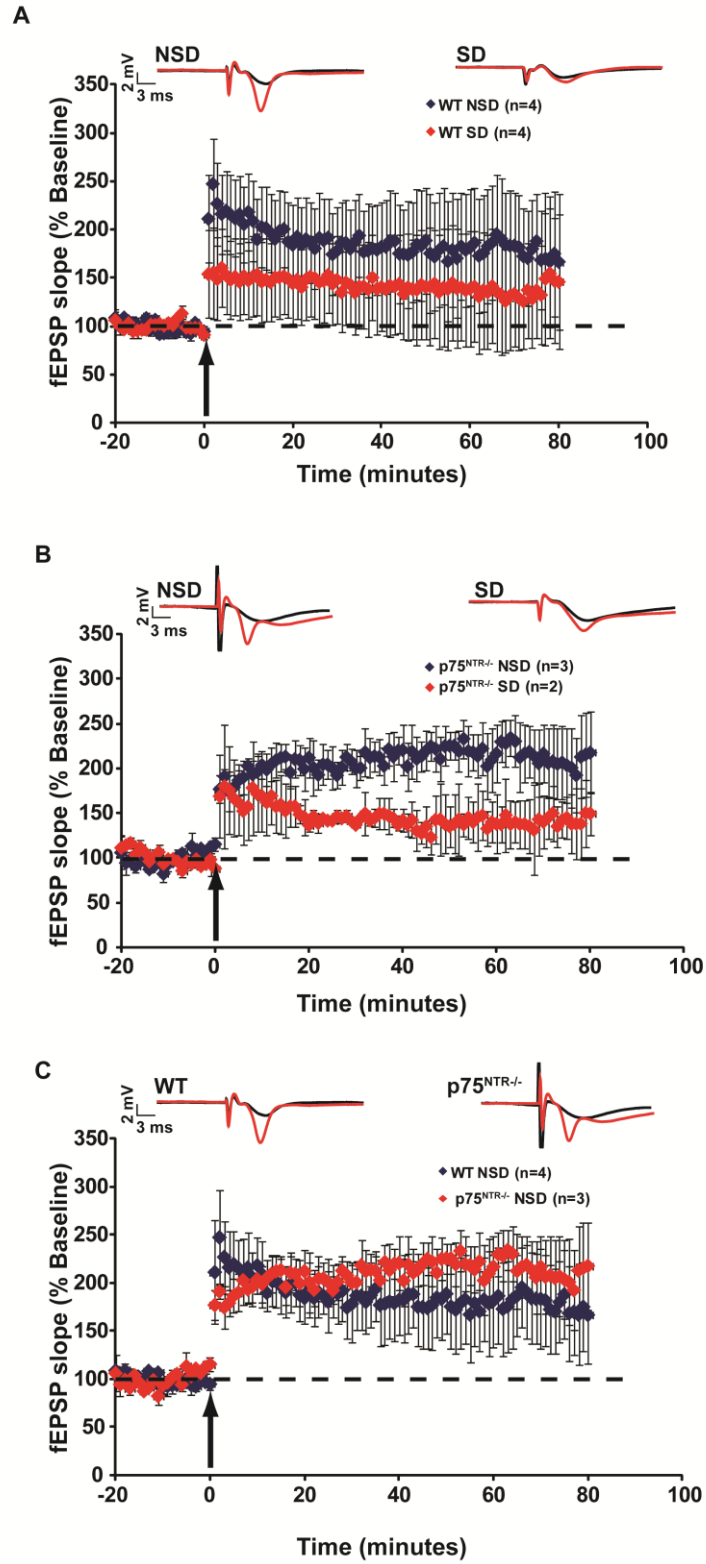 A
NSD
SD
2 mV
3 ms
WT NSD (n=4)
WT SD (n=4)
fEPSP slope (% Baseline)
350
300
250
200
150
100
50
0
-20 0 20 40 60 80 100
Time (minutes)
B
NSD
SD
2 mV
3 ms
p75NTR-/- NSD (n=3)
p75NTR-/- SD (n=2)
fEPSP slope (% Baseline)
350
300
250
200
150
100
50
0
-20 0 20 40 60 80 100
Time (minutes)
C
WT
p75NTR-/-
2 mV
3 ms
WT NSD (n=4)
p75NTR-/- NSD (n=3)
fEPSP slope (% Baseline)
350
300
250
200
150
100
50
0
-20 0 20 40 60 80 100
Time (minutes)